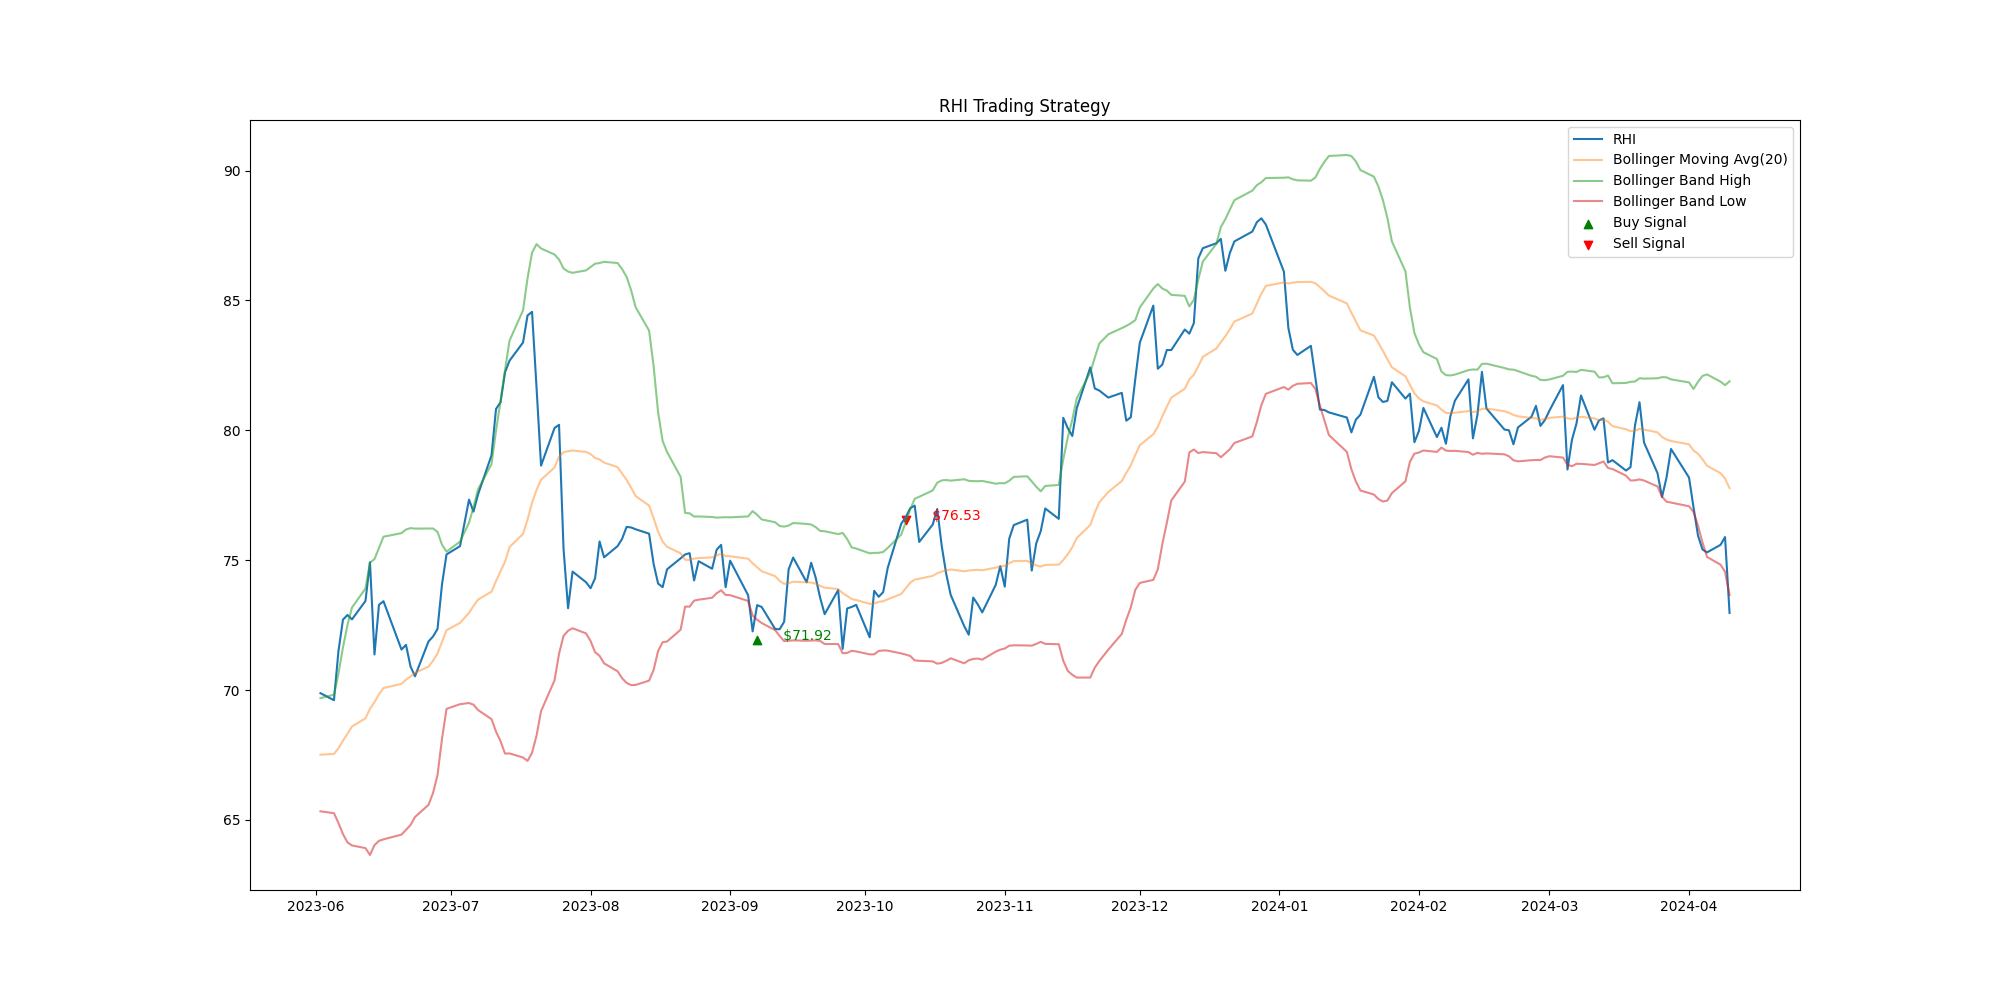 RHI Trading Strategy
RHI
Bollinger Moving Avg(20)
Bollinger Band High
Bollinger Band Low
Buy Signal
Sell Signal
90
85
80
75
70
65
$76.53
$71.92
2023-06 2023-07 2023-08 2023-09 2023-10 2023-11 2023-12 2024-01 2024-02 2024-03 2024-04